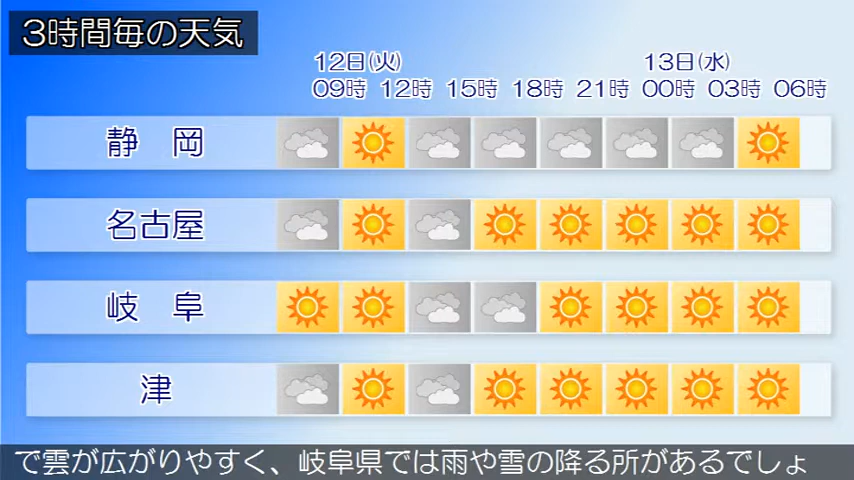 3時間毎の天気
12日(火) 13日(水)
09時 12時 15時 18時 21時 00時 03時 06時
静岡
名古屋
岐阜
津
で雲が広がりやすく、岐阜県では雨や雪の降る所があるでしょ